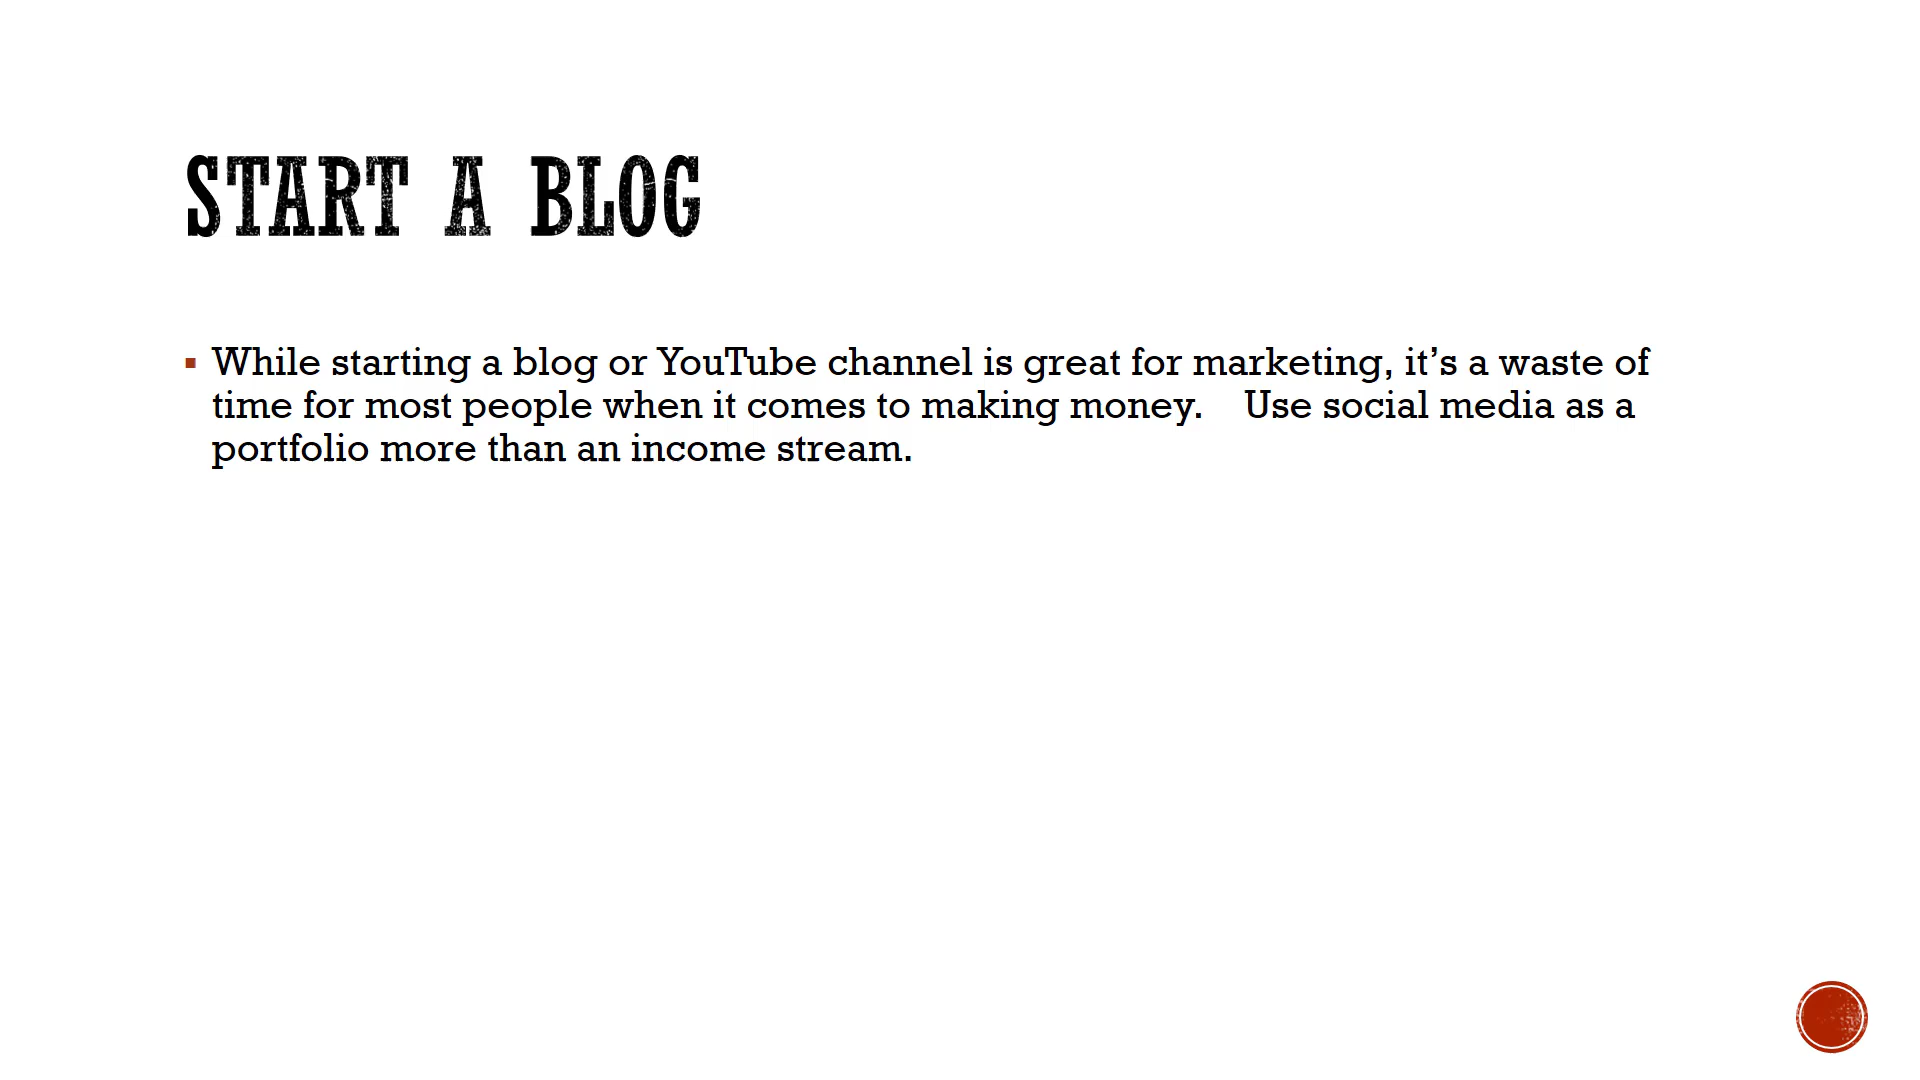 START A BLOG
▪ While starting a blog or YouTube channel is great for marketing, it’s a waste of
time for most people when it comes to making money.    Use social media as a
portfolio more than an income stream.